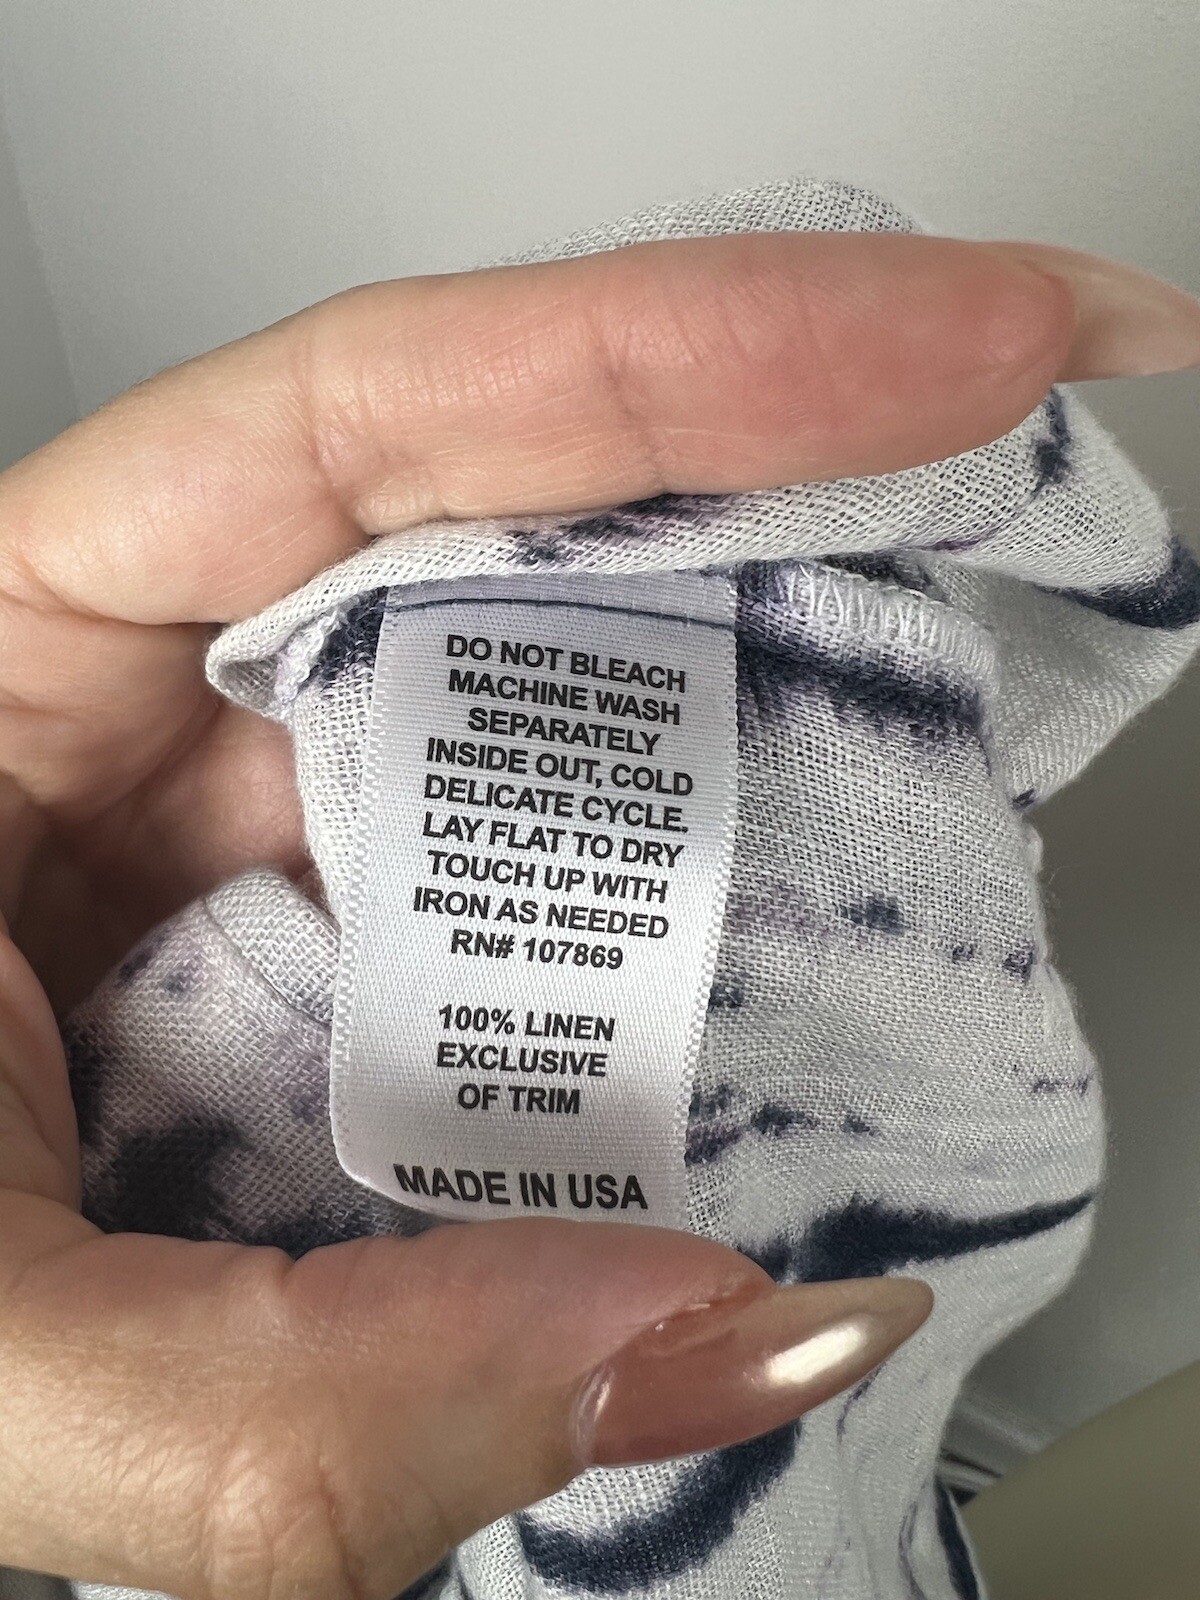 DO NOT BLEACH
MACHINE WASH
SEPARATELY
INSIDE OUT, COLD
DELICATE CYCLE.
LAY FLAT TO DRY
TOUCH UP WITH
IRON AS NEEDED
RN# 107869
100% LINEN
EXCLUSIVE
OF TRIM
MADE IN USA